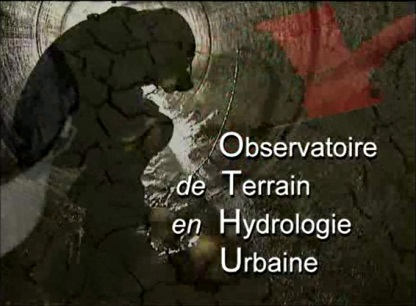 Observatoire
de Terrain
en Hydrologie
Urbaine